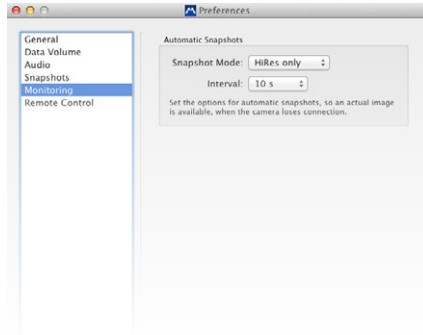 Preferences
General
Data Volume
Audio
Snapshots
Monitoring
Remote Control
Automatic Snapshots
Snapshot Mode: HiRes only
Interval: 10 s
Set the options for automatic snapshots, so an actual image
is available, when the camera loses connection.